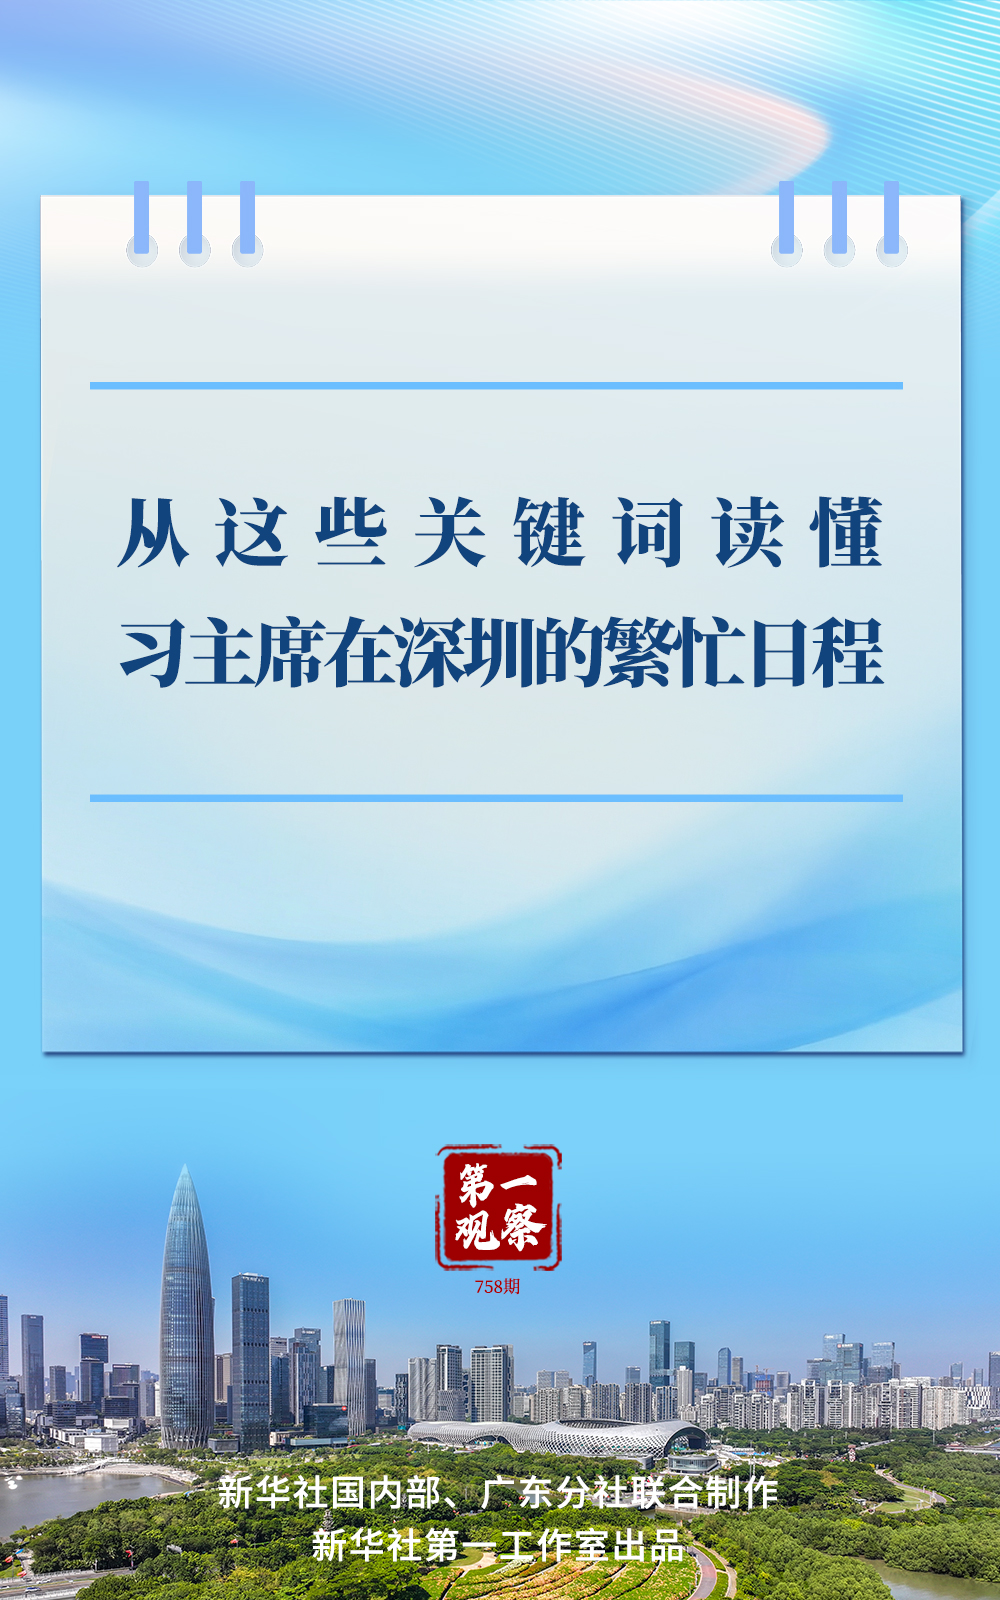 从这些关键词读懂
习主席在深圳的繁忙日程
第一
观察
758期
新华社国内部、广东分社联合制作
新华社第一工作室出品